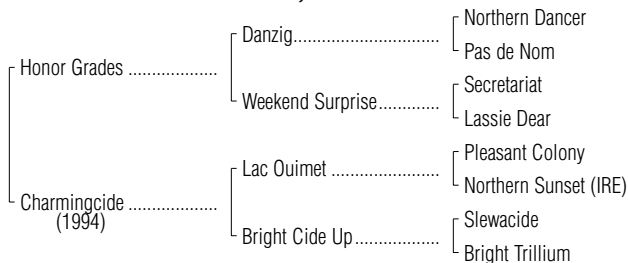 Northern Dancer
Danzig................................
Pas de Nom
Honor Grades ....................
Secretariat
Weekend Surprise.............
Lassie Dear
Pleasant Colony
Lac Ouimet ........................
Northern Sunset (IRE)
Charmingcide ....................
(1994)
Slewacide
Bright Cide Up...................
Bright Trillium